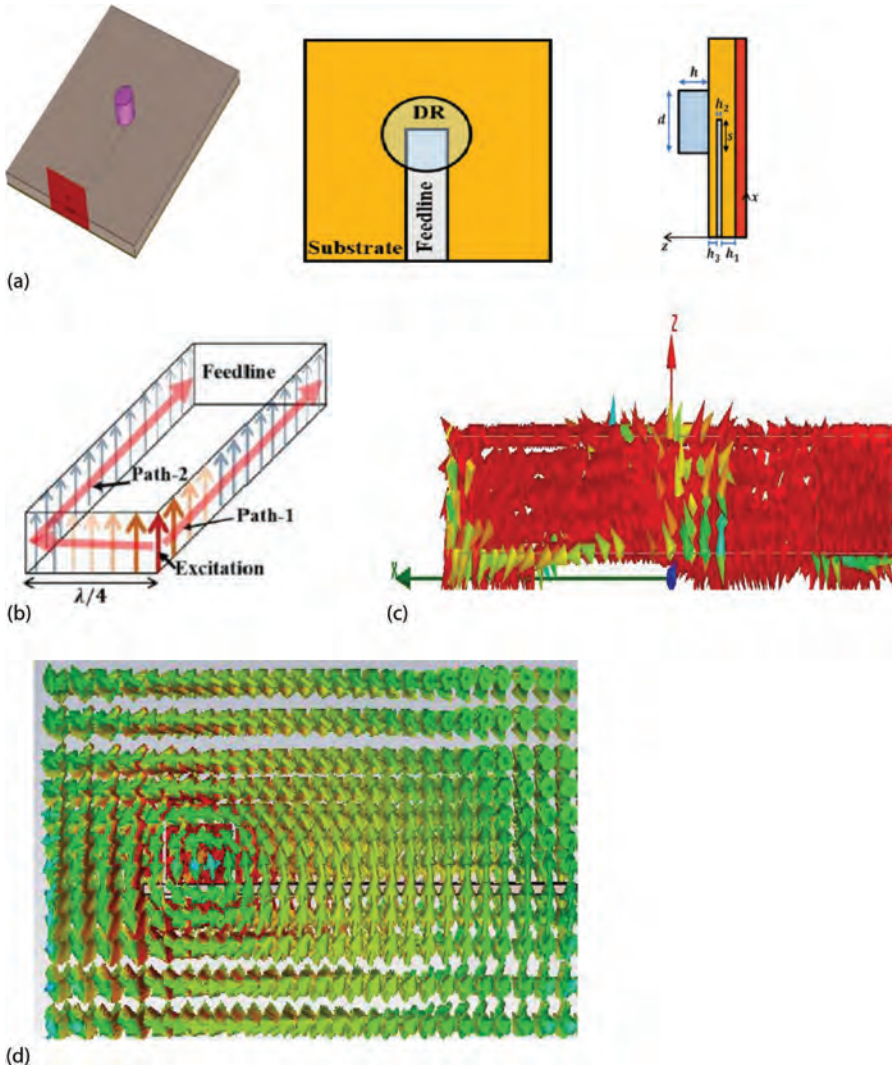 DR
Feedline
Substrate
h
h₂
d
s
x
z
h₃
h₁
(a)
Feedline
Path-2
Path-1
Excitation
λ/4
(b)
Z
X
(c)
(d)